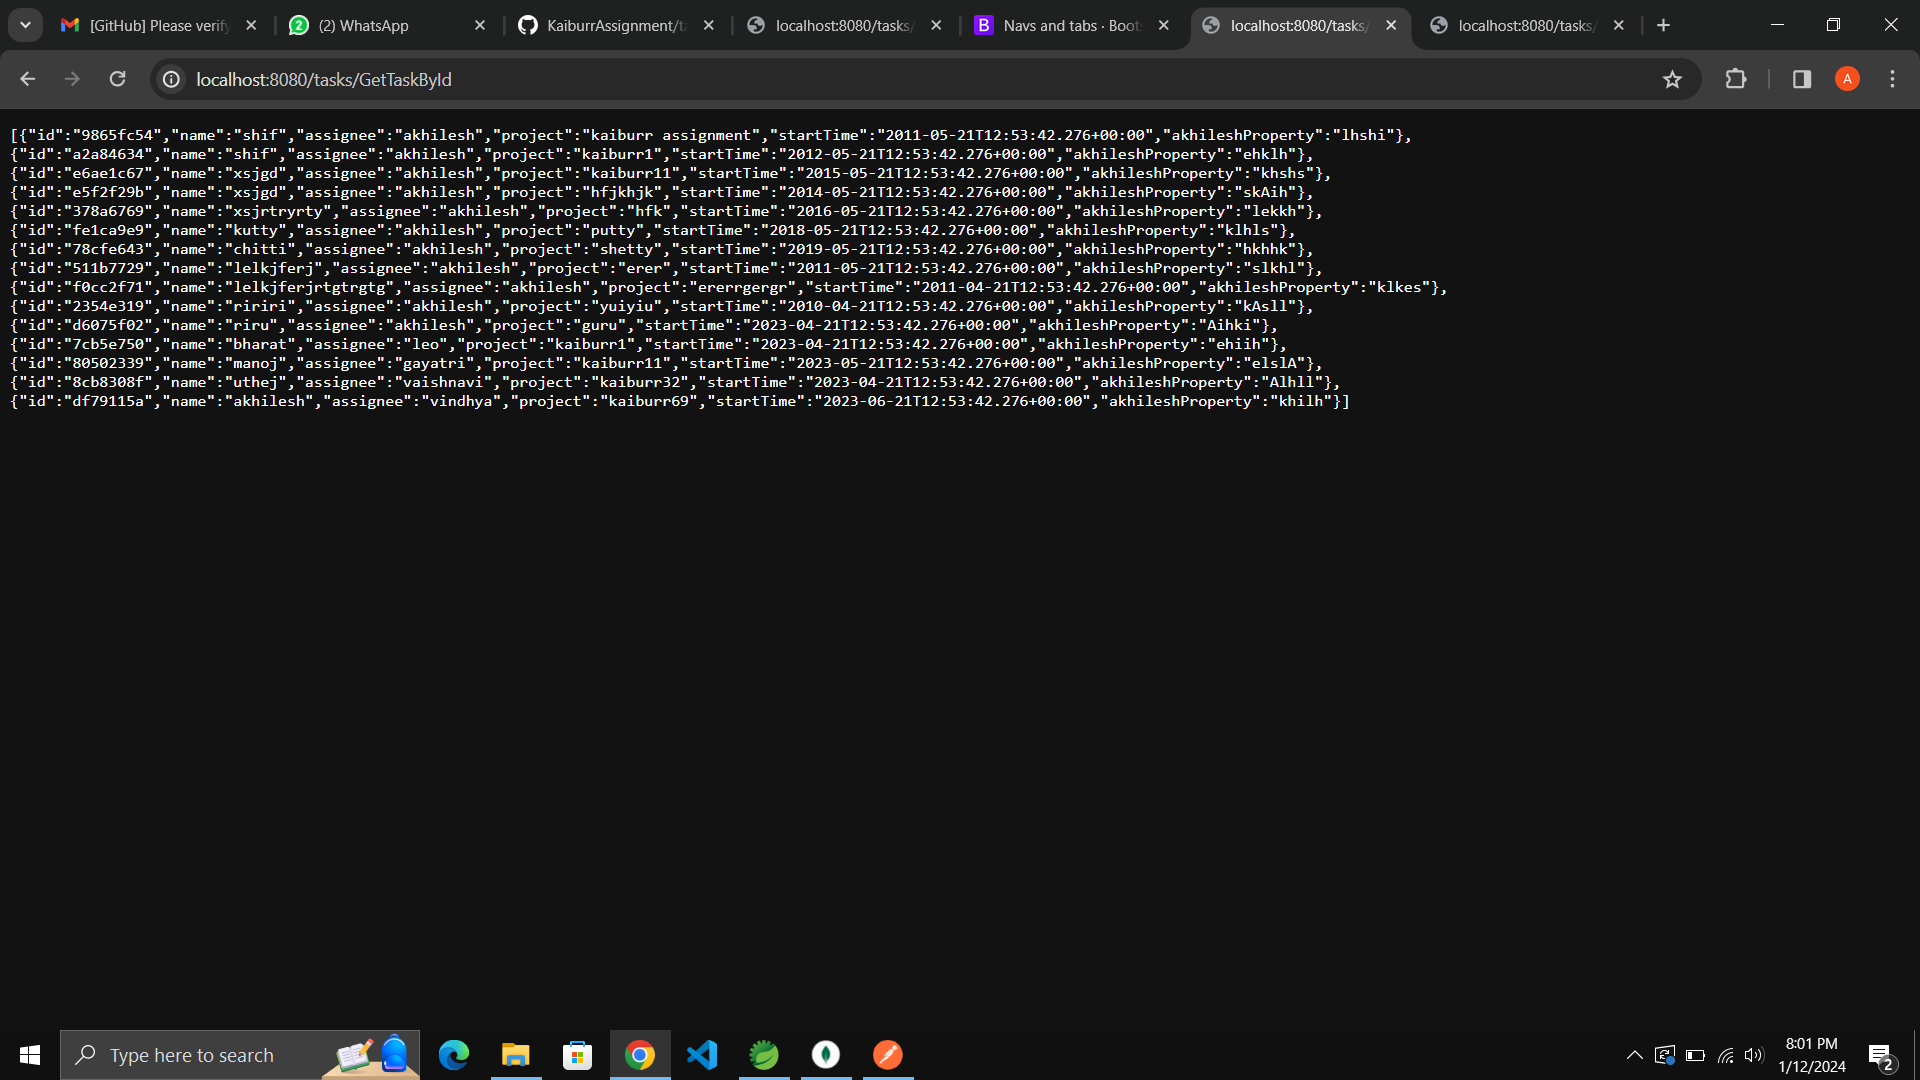 [GitHub] Please verify
(2) WhatsApp
KaiburrAssignment/ta
localhost:8080/tasks/
Navs and tabs · Boots
localhost:8080/tasks/
localhost:8080/tasks/
localhost:8080/tasks/GetTaskById
A
[{"id":"9865fc54","name":"shif","assignee":"akhilesh","project":"kaiburr assignment","startTime":"2011-05-21T12:53:42.276+00:00","akhileshProperty":"lhshi"},
{"id":"a2a84634","name":"shif","assignee":"akhilesh","project":"kaiburr1","startTime":"2012-05-21T12:53:42.276+00:00","akhileshProperty":"ehklh"},
{"id":"e6ae1c67","name":"xsjgd","assignee":"akhilesh","project":"kaiburr11","startTime":"2015-05-21T12:53:42.276+00:00","akhileshProperty":"khshs"},
{"id":"e5f2f29b","name":"xsjgd","assignee":"akhilesh","project":"hfjkhjk","startTime":"2014-05-21T12:53:42.276+00:00","akhileshProperty":"skAih"},
{"id":"378a6769","name":"xsjrtryrty","assignee":"akhilesh","project":"hfk","startTime":"2016-05-21T12:53:42.276+00:00","akhileshProperty":"lekkh"},
{"id":"fe1ca9e9","name":"kutty","assignee":"akhilesh","project":"putty","startTime":"2018-05-21T12:53:42.276+00:00","akhileshProperty":"klhls"},
{"id":"78cfe643","name":"chitti","assignee":"akhilesh","project":"shetty","startTime":"2019-05-21T12:53:42.276+00:00","akhileshProperty":"hkhhk"},
{"id":"511b7729","name":"lelkjferj","assignee":"akhilesh","project":"erer","startTime":"2011-05-21T12:53:42.276+00:00","akhileshProperty":"slkhl"},
{"id":"f0cc2f71","name":"lelkjferjrtgtrgtg","assignee":"akhilesh","project":"ererrgergr","startTime":"2011-04-21T12:53:42.276+00:00","akhileshProperty":"klkes"},
{"id":"2354e319","name":"riririri","assignee":"akhilesh","project":"yuiyiu","startTime":"2010-04-21T12:53:42.276+00:00","akhileshProperty":"kAsll"},
{"id":"d6075f02","name":"riru","assignee":"akhilesh","project":"guru","startTime":"2023-04-21T12:53:42.276+00:00","akhileshProperty":"Aihki"},
{"id":"7cb5e750","name":"bharat","assignee":"leo","project":"kaiburr1","startTime":"2023-04-21T12:53:42.276+00:00","akhileshProperty":"ehiih"},
{"id":"80502339","name":"manoj","assignee":"gayatri","project":"kaiburr11","startTime":"2023-05-21T12:53:42.276+00:00","akhileshProperty":"elslA"},
{"id":"8cb8308f","name":"uthej","assignee":"vaishnavi","project":"kaiburr32","startTime":"2023-04-21T12:53:42.276+00:00","akhileshProperty":"Alhll"},
{"id":"df79115a","name":"akhilesh","assignee":"vindhya","project":"kaiburr69","startTime":"2023-06-21T12:53:42.276+00:00","akhileshProperty":"khilh"}]
Type here to search
8:01 PM
1/12/2024
2